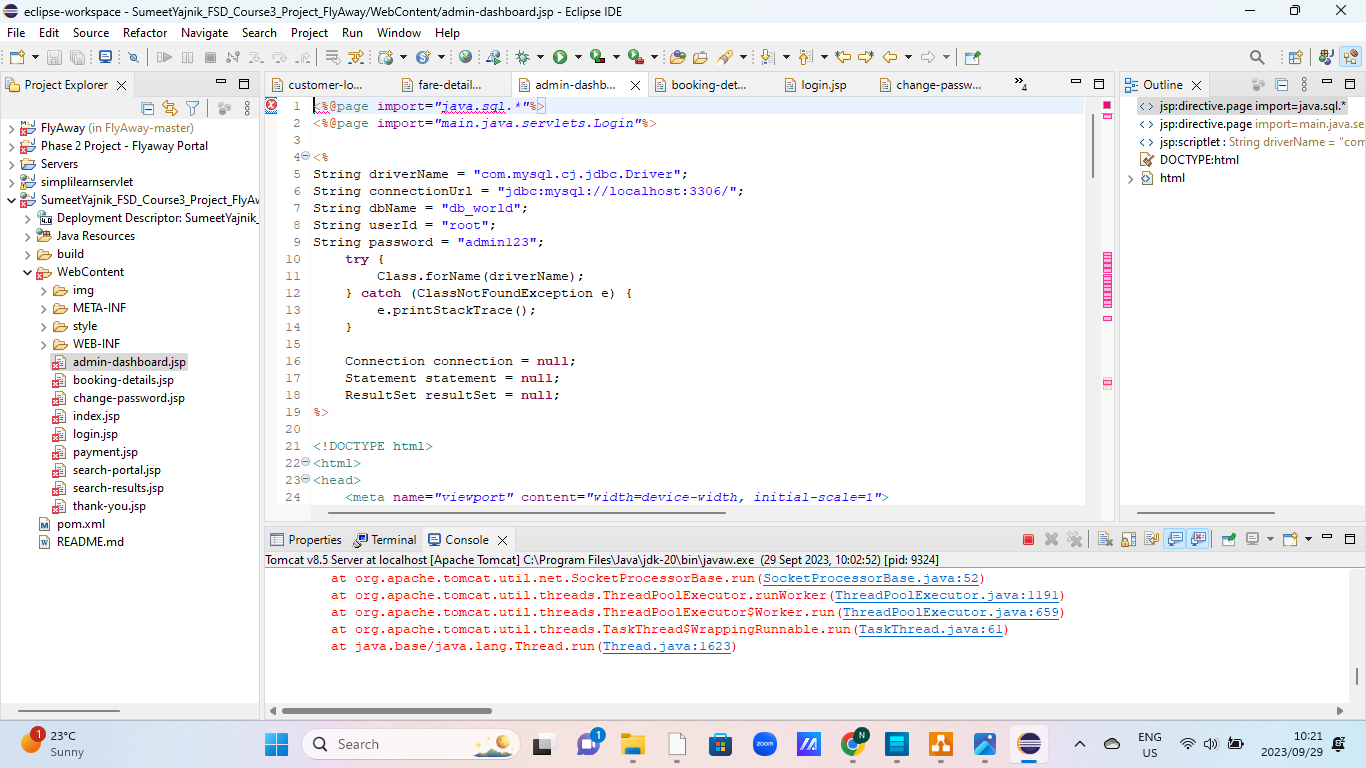 eclipse-workspace - SumeetYajnik_FSD_Course3_Project_FlyAway/WebContent/admin-dashboard.jsp - Eclipse IDE
File Edit Source Refactor Navigate Search Project Run Window Help
Project Explorer
FlyAway (in FlyAway-master)
Phase 2 Project - Flyaway Portal
Servers
simplilearnservlet
SumeetYajnik_FSD_Course3_Project_FlyAw
Deployment Descriptor: SumeetYajnik_
Java Resources
build
WebContent
img
META-INF
style
WEB-INF
admin-dashboard.jsp
booking-details.jsp
change-password.jsp
index.jsp
login.jsp
payment.jsp
search-portal.jsp
search-results.jsp
thank-you.jsp
pom.xml
README.md
customer-lo... fare-detail... admin-dashb... booking-det... login.jsp change-passw... »4
1 <%@page import="java.sql.*"%>
2 <%@page import="main.java.servlets.Login"%>
3
4 <%
5 String driverName = "com.mysql.cj.jdbc.Driver";
6 String connectionUrl = "jdbc:mysql://localhost:3306/";
7 String dbName = "db_world";
8 String userId = "root";
9 String password = "admin123";
10 try {
11 Class.forName(driverName);
12 } catch (ClassNotFoundException e) {
13 e.printStackTrace();
14 }
15
16 Connection connection = null;
17 Statement statement = null;
18 ResultSet resultSet = null;
19 %>
20
21 <!DOCTYPE html>
22 <html>
23 <head>
24 <meta name="viewport" content="width=device-width, initial-scale=1">
Outline
jsp:directive.page import=java.sql.*
jsp:directive.page import=main.java.se
jsp:scriptlet : String driverName = "com
DOCTYPE:html
html
Properties Terminal Console
Tomcat v8.5 Server at localhost [Apache Tomcat] C:\Program Files\Java\jdk-20\bin\javaw.exe (29 Sept 2023, 10:02:52) [pid: 9324]
at org.apache.tomcat.util.net.SocketProcessorBase.run(SocketProcessorBase.java:52)
at org.apache.tomcat.util.threads.ThreadPoolExecutor.runWorker(ThreadPoolExecutor.java:1191)
at org.apache.tomcat.util.threads.ThreadPoolExecutor$Worker.run(ThreadPoolExecutor.java:659)
at org.apache.tomcat.util.threads.TaskThread$WrappingRunnable.run(TaskThread.java:61)
at java.base/java.lang.Thread.run(Thread.java:1623)
1 23°C
Sunny
Search
1
zoom
N
ENG
US
10:21
2023/09/29